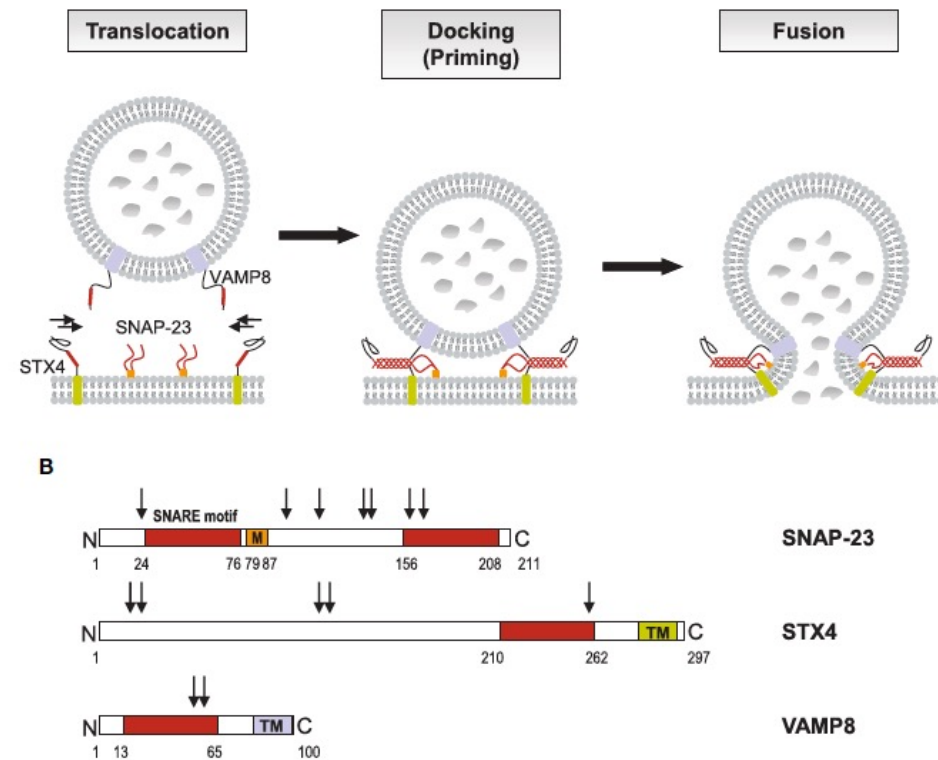 Translocation
Docking
(Priming)
Fusion
VAMP8
SNAP-23
STX4
B
SNARE motif
N M C SNAP-23
1 24 76 79 87 156 208 211
N TM C STX4
1 210 262 297
N TM C VAMP8
1 13 65 100